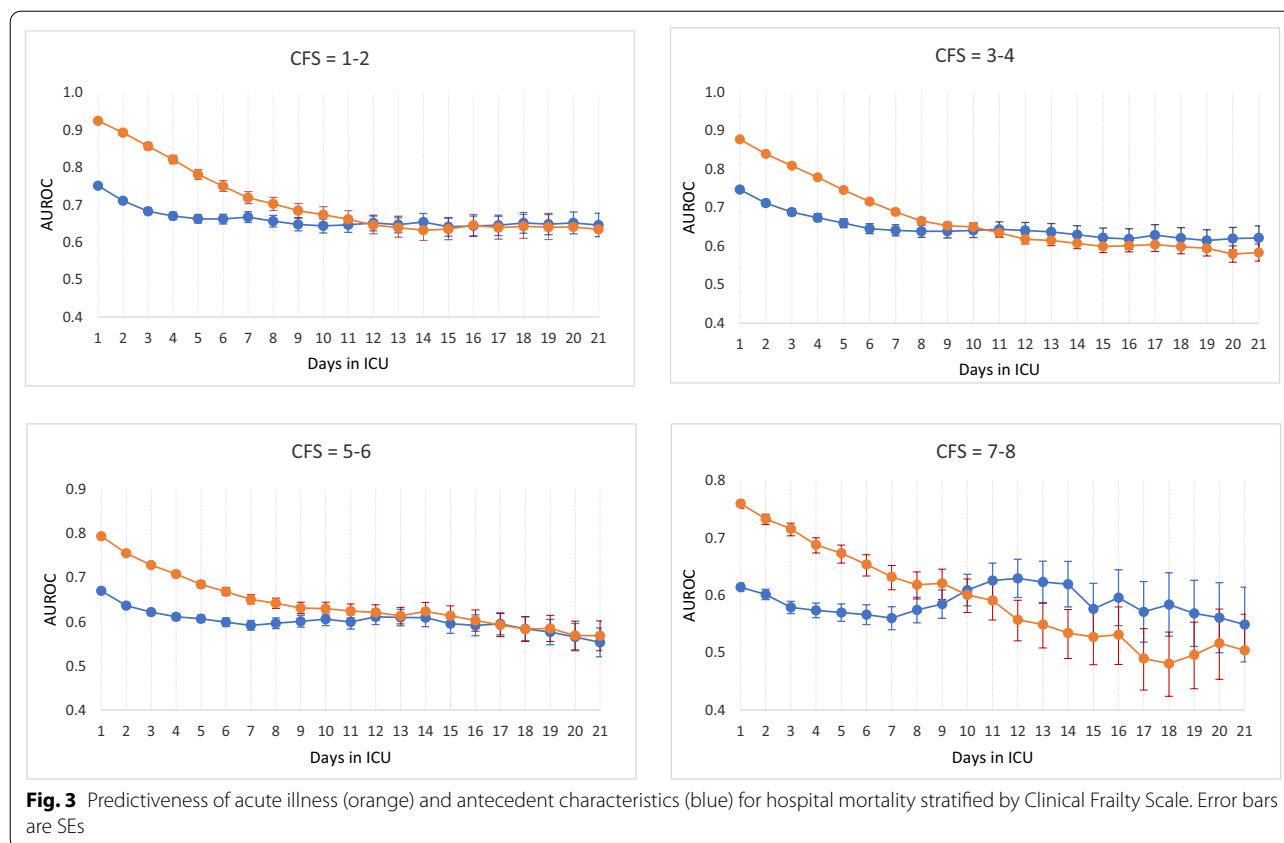 CFS = 1-2
1.0
0.9
0.8
0.7
0.6
0.5
0.4
AUROC
1 2 3 4 5 6 7 8 9 10 11 12 13 14 15 16 17 18 19 20 21
Days in ICU
CFS = 3-4
1.0
0.9
0.8
0.7
0.6
0.5
0.4
AUROC
1 2 3 4 5 6 7 8 9 10 11 12 13 14 15 16 17 18 19 20 21
Days in ICU
CFS = 5-6
0.9
0.8
0.7
0.6
0.5
0.4
AUROC
1 2 3 4 5 6 7 8 9 10 11 12 13 14 15 16 17 18 19 20 21
Days in ICU
CFS = 7-8
0.8
0.7
0.6
0.5
0.4
AUROC
1 2 3 4 5 6 7 8 9 10 11 12 13 14 15 16 17 18 19 20 21
Days in ICU
Fig. 3 Predictiveness of acute illness (orange) and antecedent characteristics (blue) for hospital mortality stratified by Clinical Frailty Scale. Error bars
are SEs